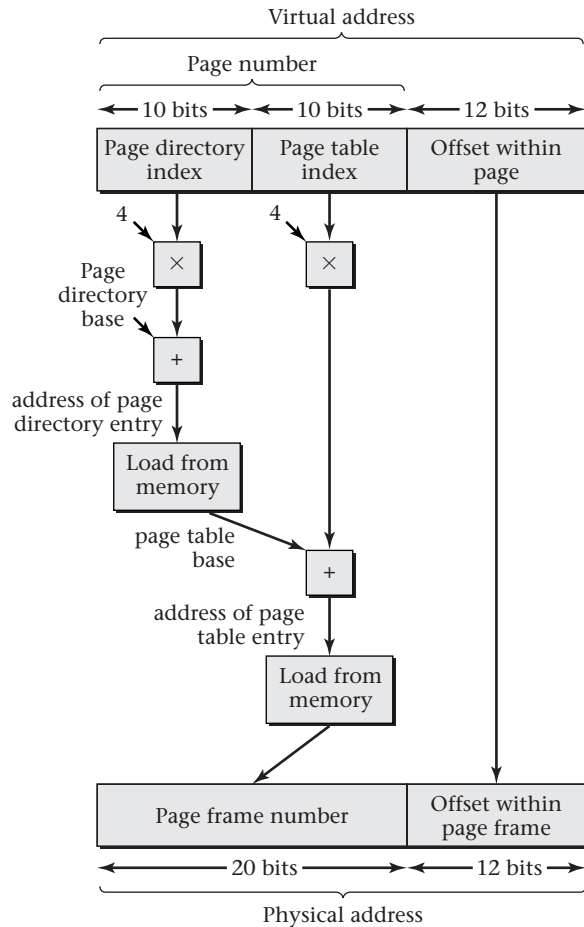 Virtual address
Page number
10 bits
10 bits
12 bits
Page directory
index
Page table
index
Offset within
page
4
4
×
×
Page
directory
base
+
address of page
directory entry
Load from
memory
page table
base
+
address of page
table entry
Load from
memory
Page frame number
Offset within
page frame
20 bits
12 bits
Physical address